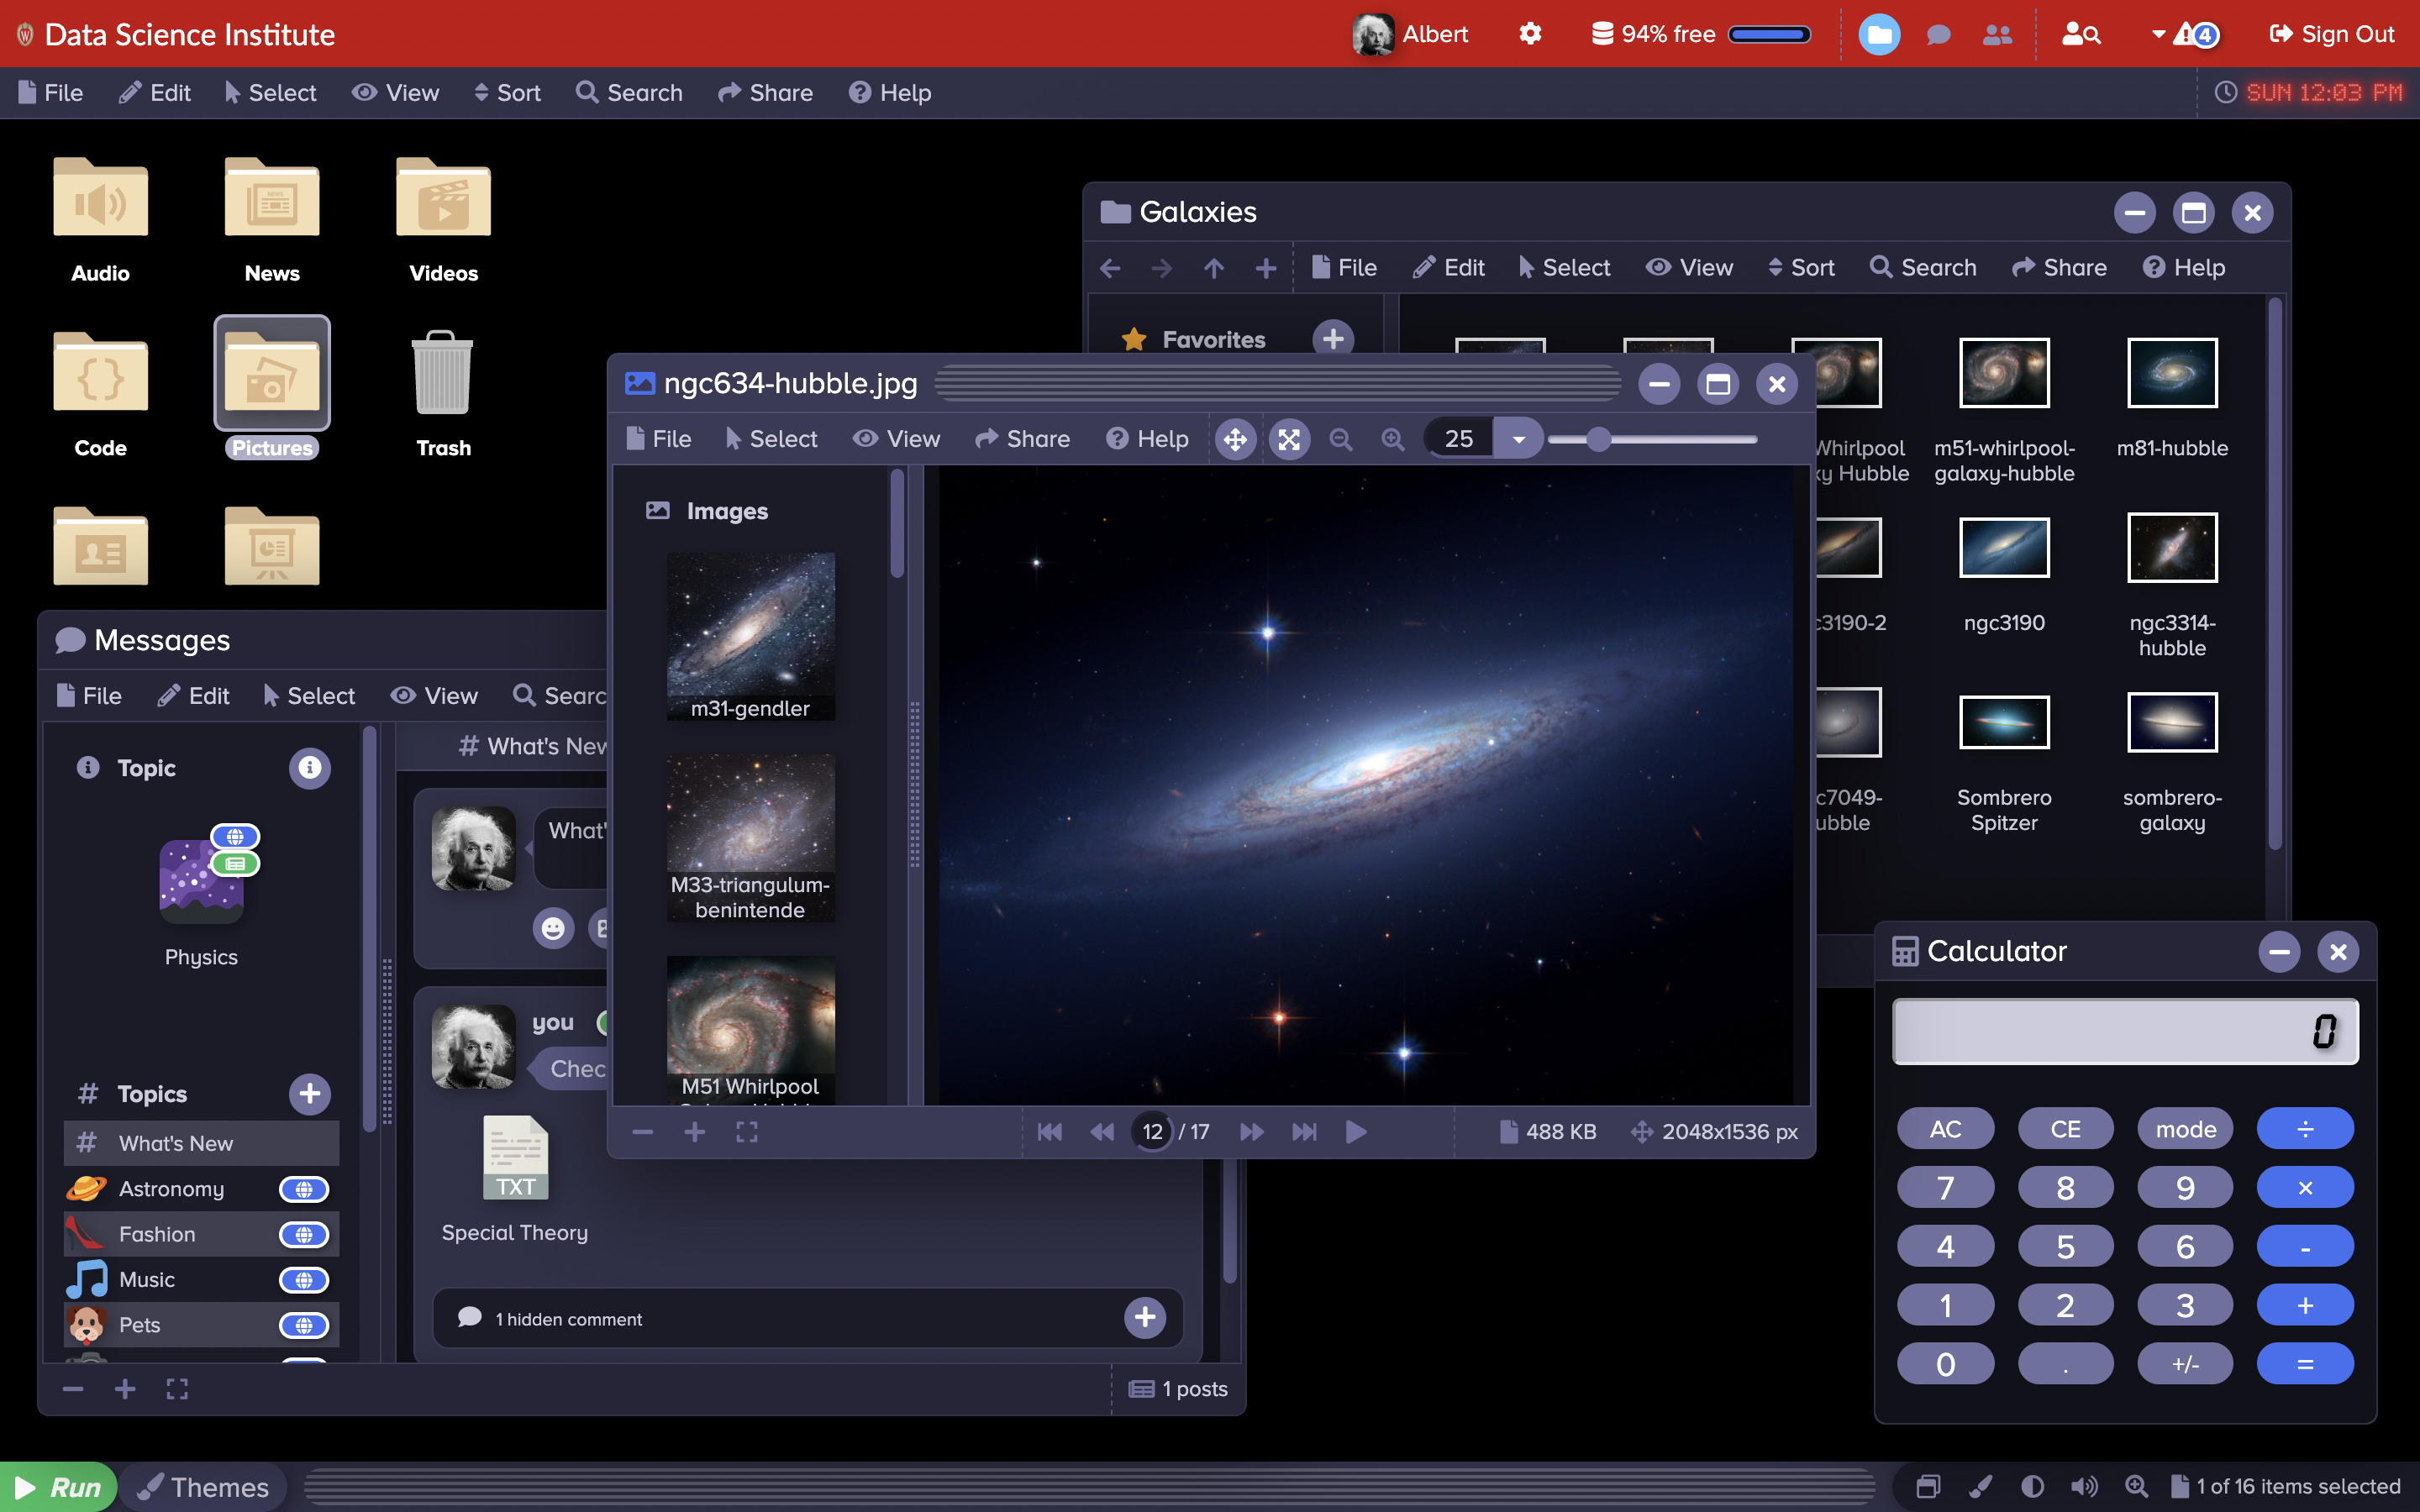 Data Science Institute
Albert
94% free
4
Sign Out
File Edit Select View Sort Search Share Help
SUN 12:03 PM
Audio
News
Videos
Code
Pictures
Trash
Galaxies
File Edit Select View Sort Search Share Help
Favorites
Whirlpool
m51-whirlpool-
galaxy-hubble
m81-hubble
Hubble
3190-2
ngc3190
ngc3314-
hubble
7049-
Sombrero
Spitzer
sombrero-
galaxy
ngc634-hubble.jpg
File Select View Share Help
25
Images
m31-gendler
M33-triangulum-
benintende
M51 Whirlpool
12 / 17
488 KB
2048x1536 px
Messages
File Edit Select View Searc
Topic
Physics
# Topics
# What's New
Astronomy
Fashion
Music
Pets
# What's New
What'
you
Chec
TXT
Special Theory
1 hidden comment
1 posts
Calculator
0
AC CE mode ÷
7 8 9 ×
4 5 6 -
1 2 3 +
0 . +/- =
Run
Themes
1 of 16 items selected